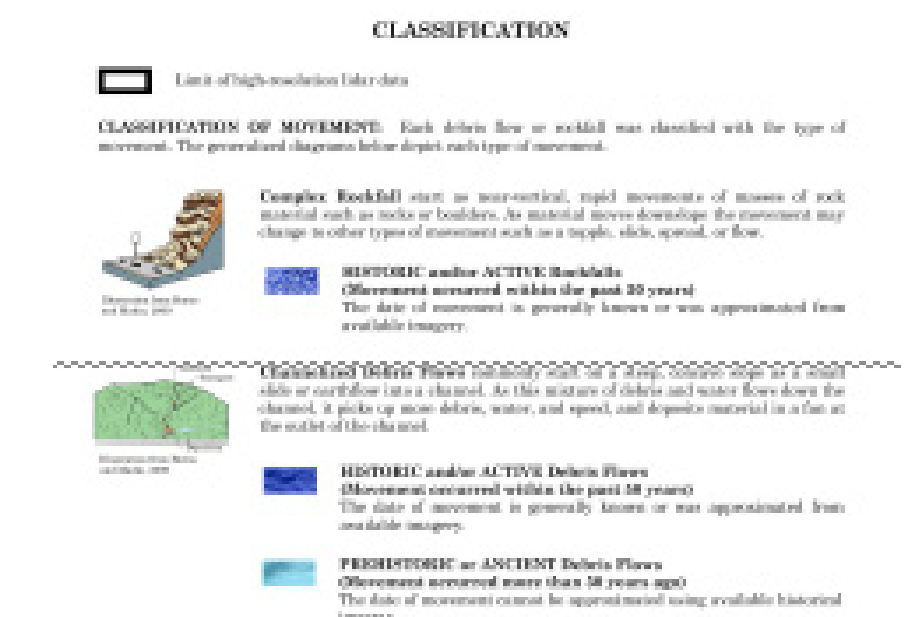 CLASSIFICATION
Limit of high-resolution lidar data
CLASSIFICATION OF MOVEMENT: Each debris flow or rockfall was classified with the type of
movement. The generalized diagrams below depict each type of movement.
Complex Rockfall start as near-vertical, rapid movements of masses of rock
material such as rocks or boulders. As material moves downslope the movement may
change to other types of movement such as a topple, slide, spread, or flow.
HISTORIC and/or ACTIVE Rockfalls
(Movement occurred within the past 50 years)
The date of movement is generally known or was approximated from
available imagery.
Channelized Debris Flows commonly start on a steep, concave slope as a small
slide or earthflow into a channel. As this mixture of debris and water flows down the
channel, it picks up more debris, water, and speed, and deposits material in a fan at
the outlet of the channel.
HISTORIC and/or ACTIVE Debris Flows
(Movement occurred within the past 50 years)
The date of movement is generally known or was approximated from
available imagery.
PREHISTORIC or ANCIENT Debris Flows
(Movement occurred more than 50 years ago)
The date of movement cannot be approximated using available historical